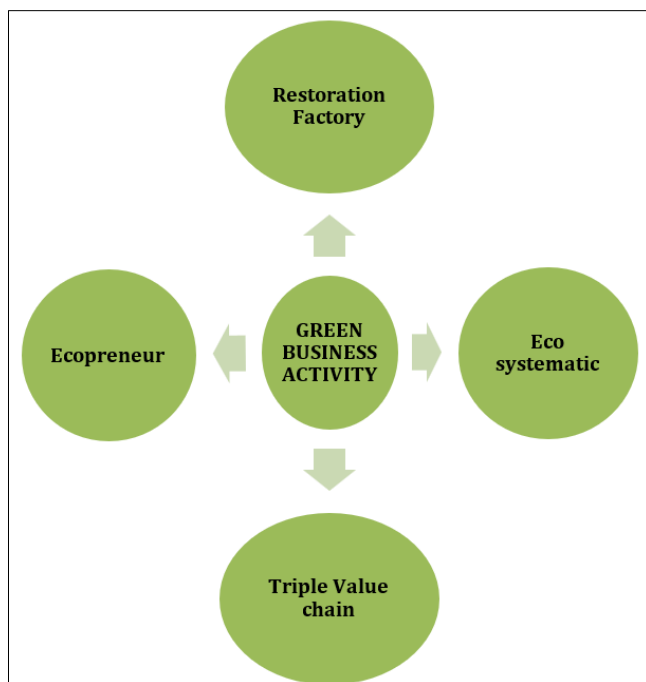 Restoration
Factory
Ecopreneur
GREEN
BUSINESS
ACTIVITY
Eco
systematic
Triple Value
chain